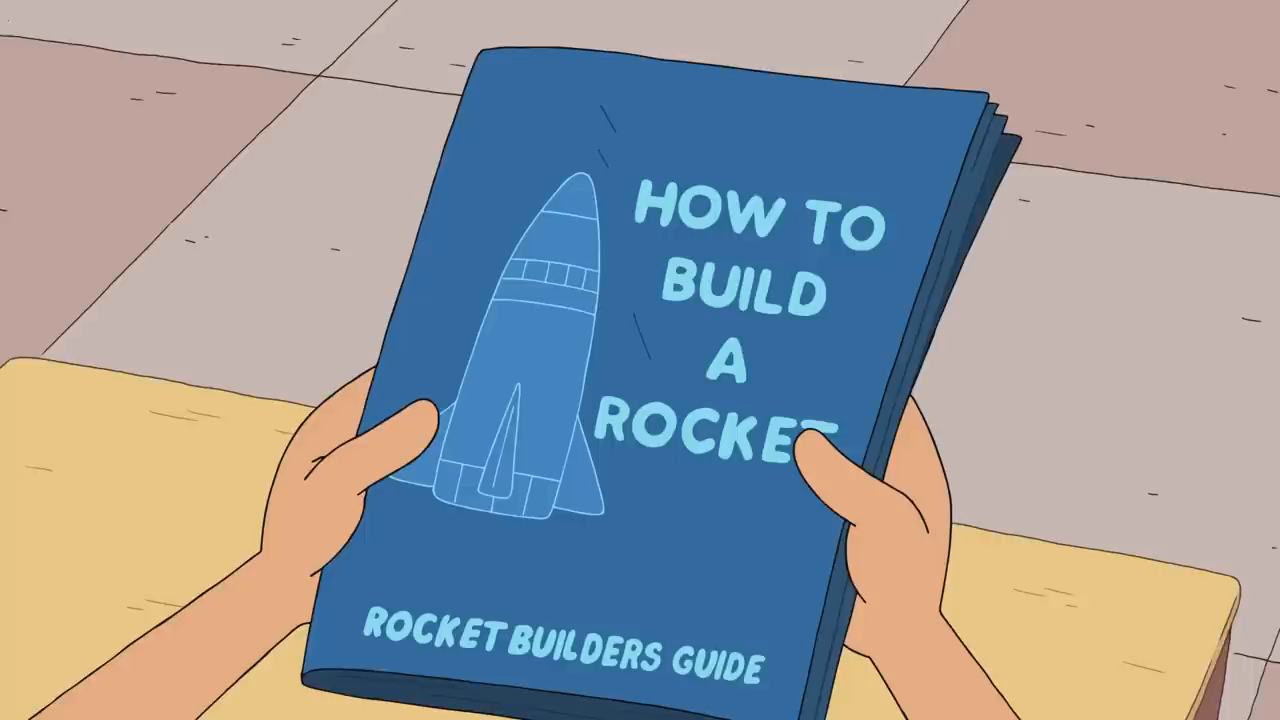 HOW TO
BUILD
A
ROCKET
ROCKET BUILDERS GUIDE